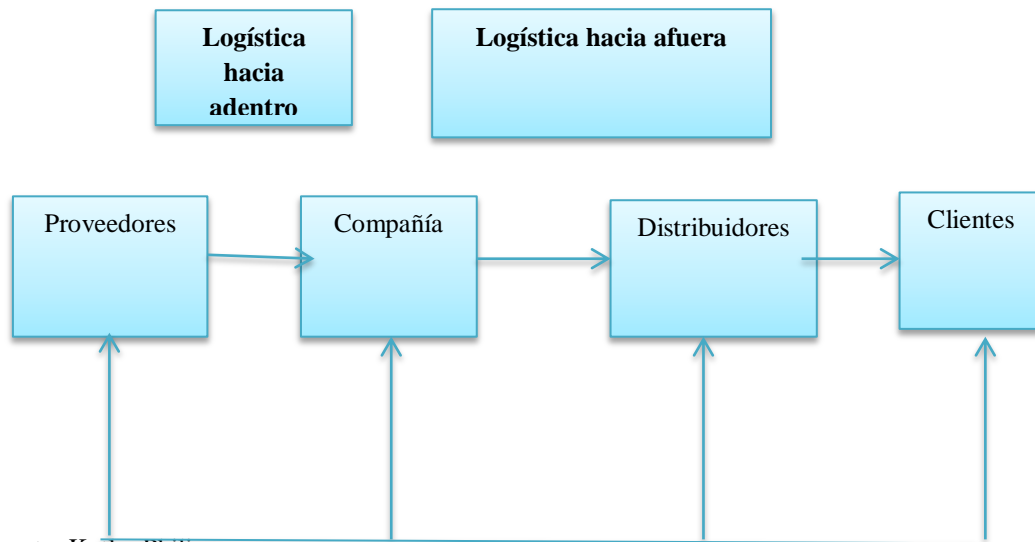 Logística
hacia
adentro
Logística hacia afuera
Proveedores
Compañía
Distribuidores
Clientes